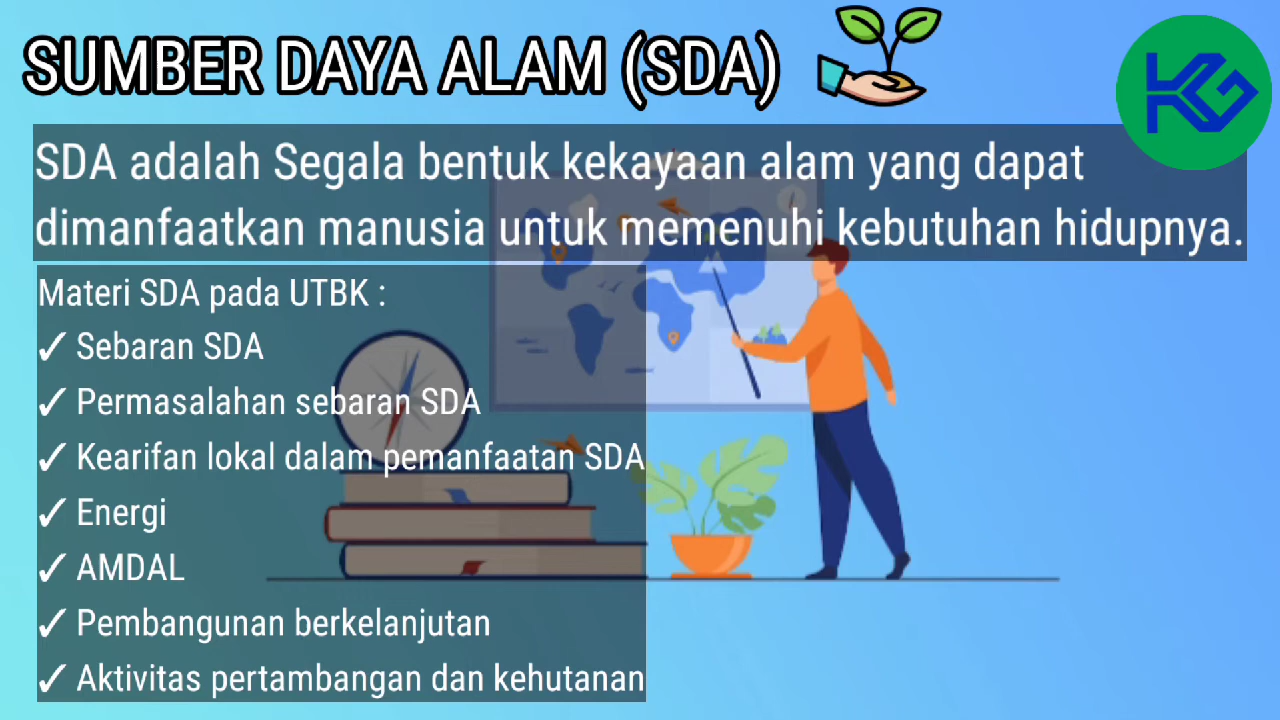 SUMBER DAYA ALAM (SDA)
KG
SDA adalah Segala bentuk kekayaan alam yang dapat
dimanfaatkan manusia untuk memenuhi kebutuhan hidupnya.
Materi SDA pada UTBK :
✓ Sebaran SDA
✓ Permasalahan sebaran SDA
✓ Kearifan lokal dalam pemanfaatan SDA
✓ Energi
✓ AMDAL
✓ Pembangunan berkelanjutan
✓ Aktivitas pertambangan dan kehutanan